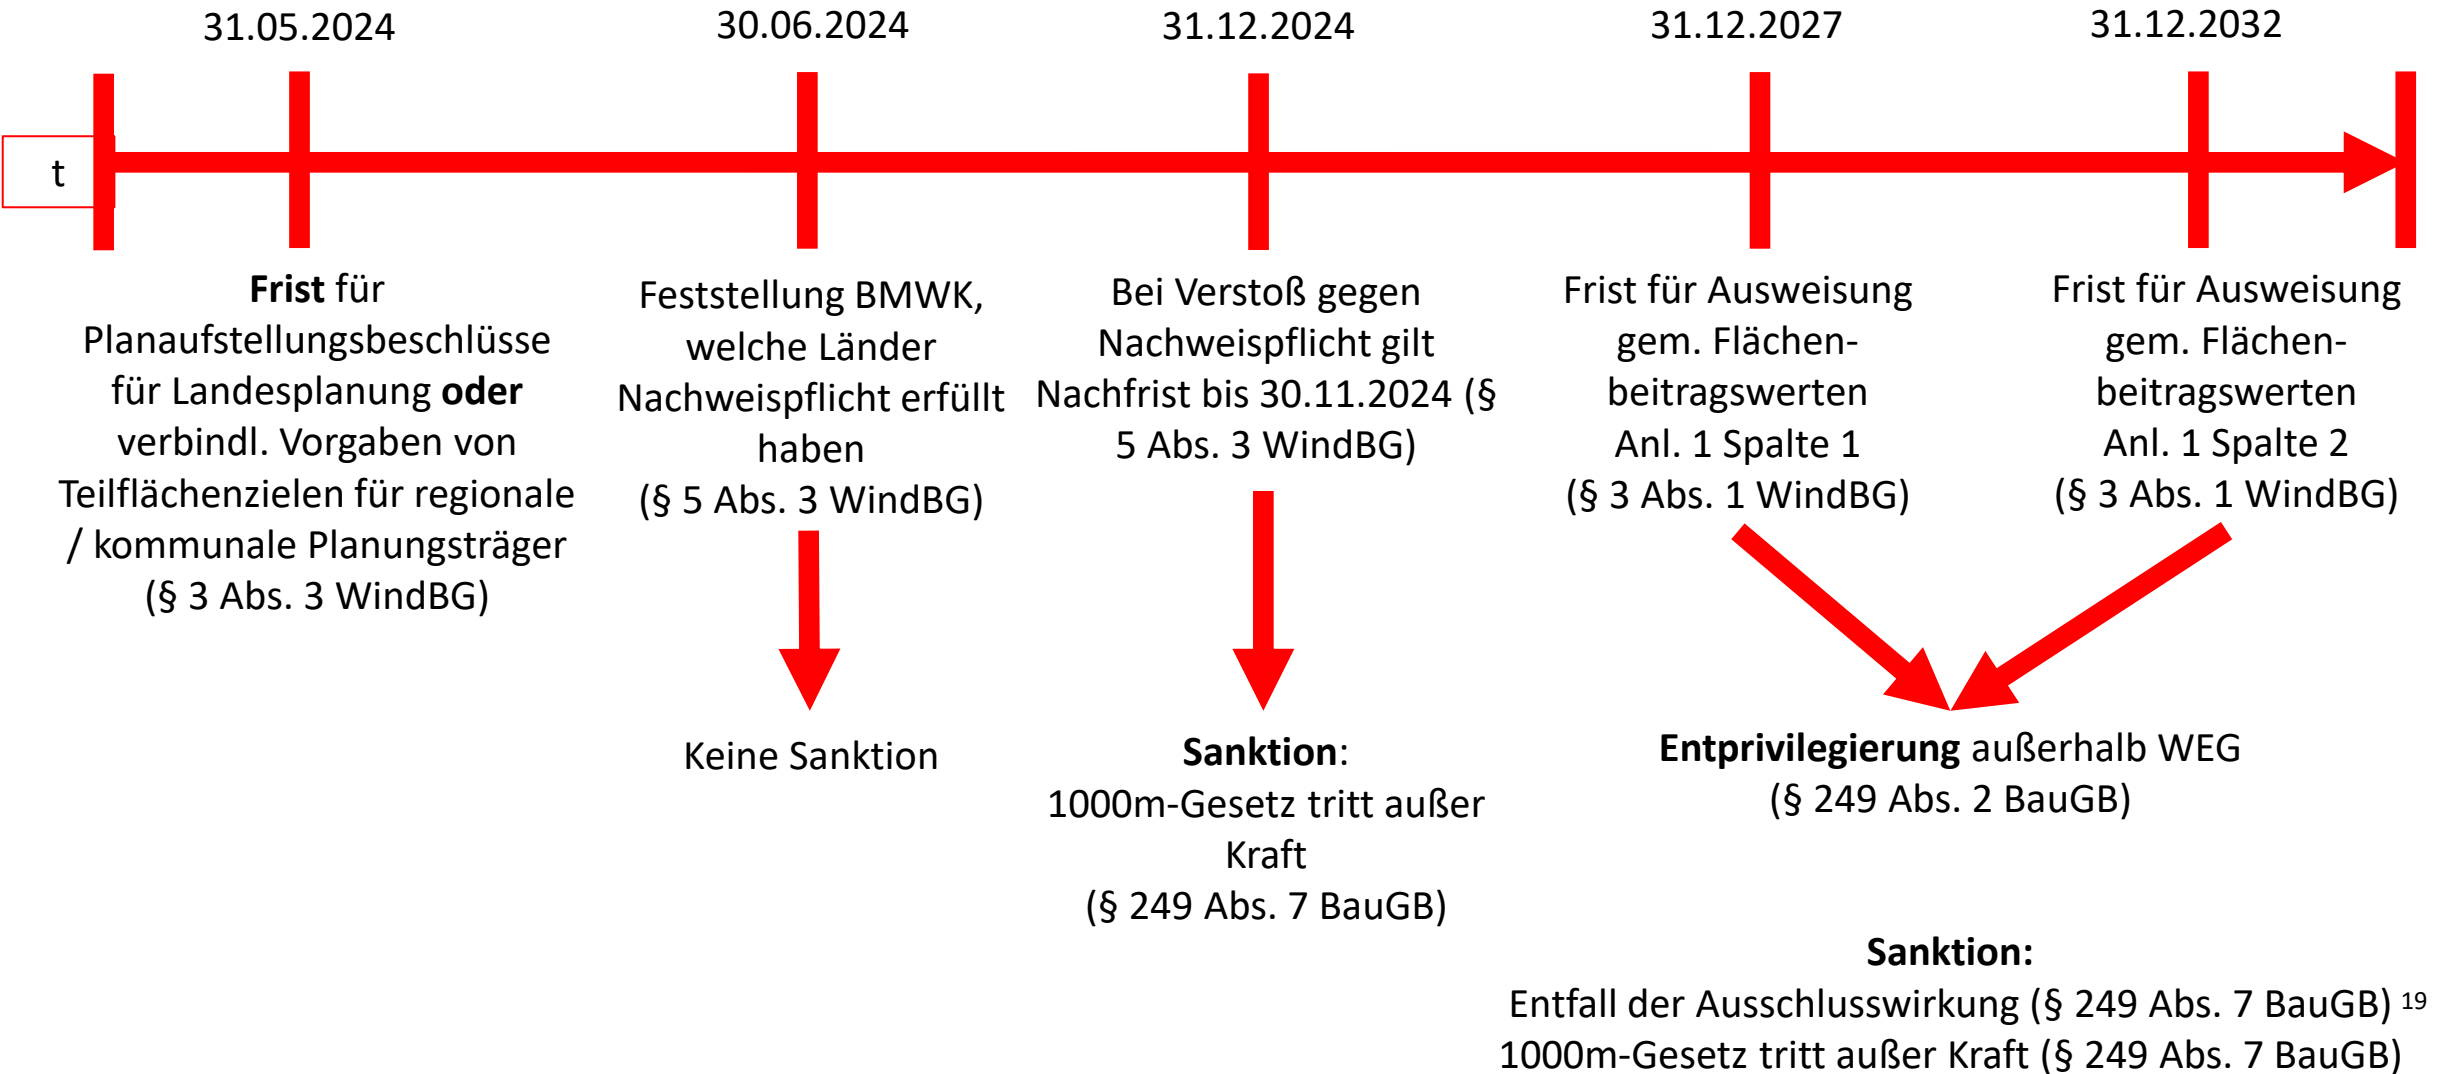 31.05.2024
30.06.2024
31.12.2024
31.12.2027
31.12.2032
t
Frist für
Planaufstellungsbeschlüsse
für Landesplanung oder
verbindl. Vorgaben von
Teilflächenzielen für regionale
/ kommunale Planungsträger
(§ 3 Abs. 3 WindBG)
Feststellung BMWK,
welche Länder
Nachweispflicht erfüllt
haben
(§ 5 Abs. 3 WindBG)
Bei Verstoß gegen
Nachweispflicht gilt
Nachfrist bis 30.11.2024 (§
5 Abs. 3 WindBG)
Frist für Ausweisung
gem. Flächen-
beitragswerten
Anl. 1 Spalte 1
(§ 3 Abs. 1 WindBG)
Frist für Ausweisung
gem. Flächen-
beitragswerten
Anl. 1 Spalte 2
(§ 3 Abs. 1 WindBG)
Keine Sanktion
Sanktion:
1000m-Gesetz tritt außer
Kraft
(§ 249 Abs. 7 BauGB)
Entprivilegierung außerhalb WEG
(§ 249 Abs. 2 BauGB)
Sanktion:
Entfall der Ausschlusswirkung (§ 249 Abs. 7 BauGB) 19
1000m-Gesetz tritt außer Kraft (§ 249 Abs. 7 BauGB)